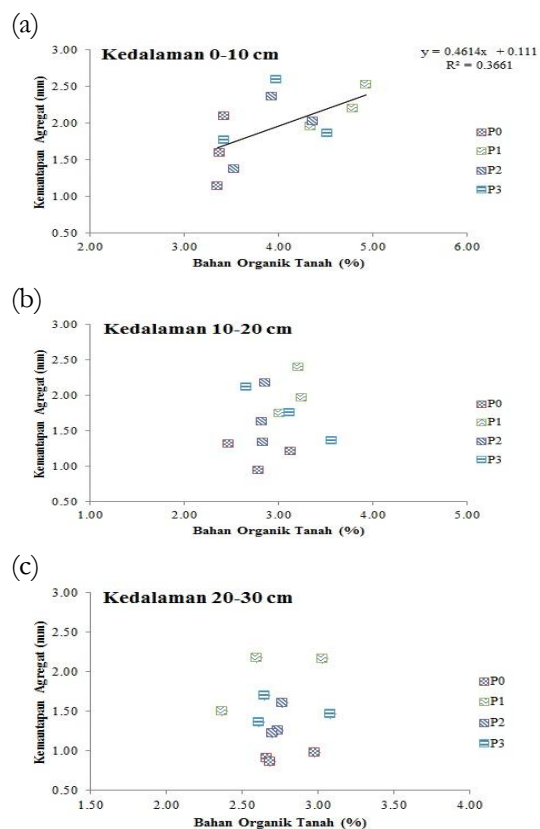 (a)
Kedalaman 0-10 cm
y = 0.4614x + 0.111
R² = 0.3661
3.00
2.50
2.00
1.50
1.00
0.50
Kemantapan Agregat (mm)
P0
P1
P2
P3
2.00 3.00 4.00 5.00 6.00
Bahan Organik Tanah (%)
(b)
Kedalaman 10-20 cm
3.00
2.50
2.00
1.50
1.00
0.50
Kemantapan Agregat (mm)
P0
P1
P2
P3
1.00 2.00 3.00 4.00 5.00
Bahan Organik Tanah (%)
(c)
Kedalaman 20-30 cm
3.00
2.50
2.00
1.50
1.00
0.50
Kemantapan Agregat (mm)
P0
P1
P2
P3
1.50 2.00 2.50 3.00 3.50 4.00
Bahan Organik Tanah (%)